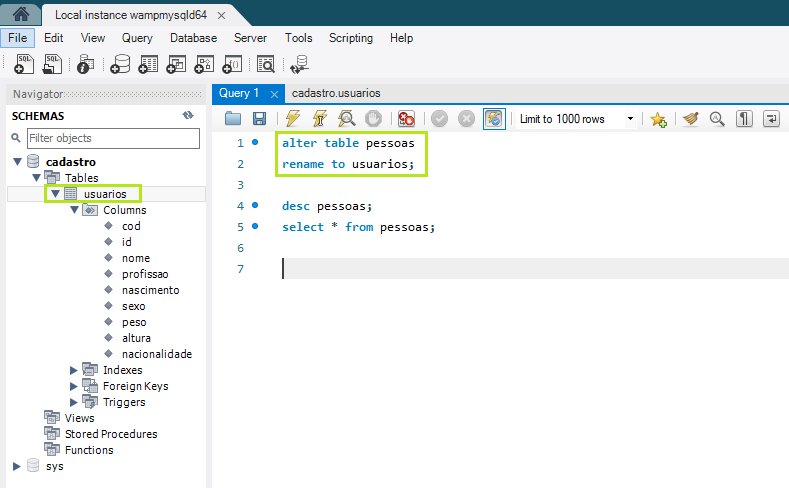 Local instance wampmysqld64
File Edit View Query Database Server Tools Scripting Help
SQL SQL
Navigator
SCHEMAS
Filter objects
cadastro
Tables
usuarios
Columns
cod
id
nome
profissao
nascimento
sexo
peso
altura
nacionalidade
Indexes
Foreign Keys
Triggers
Views
Stored Procedures
Functions
sys
Query 1 cadastro.usuarios
Limit to 1000 rows
1 alter table pessoas
2 rename to usuarios;
3
4 desc pessoas;
5 select * from pessoas;
6
7